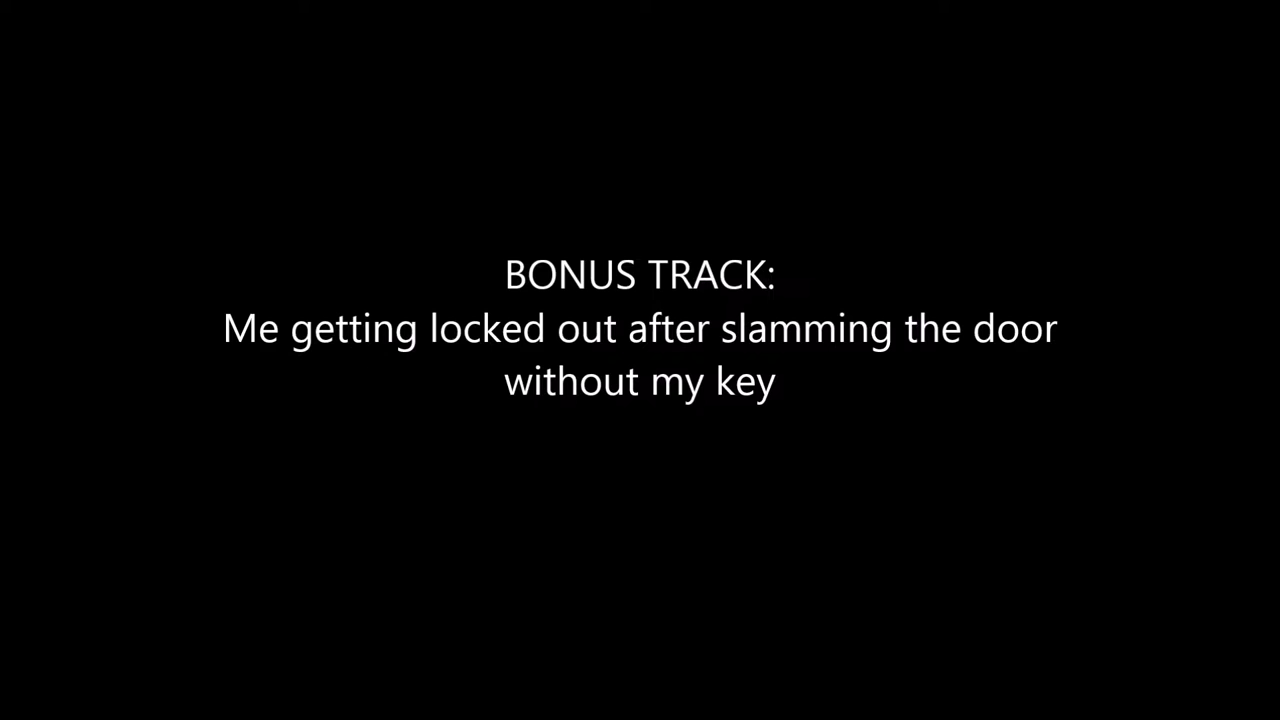 BONUS TRACK:
Me getting locked out after slamming the door
without my key